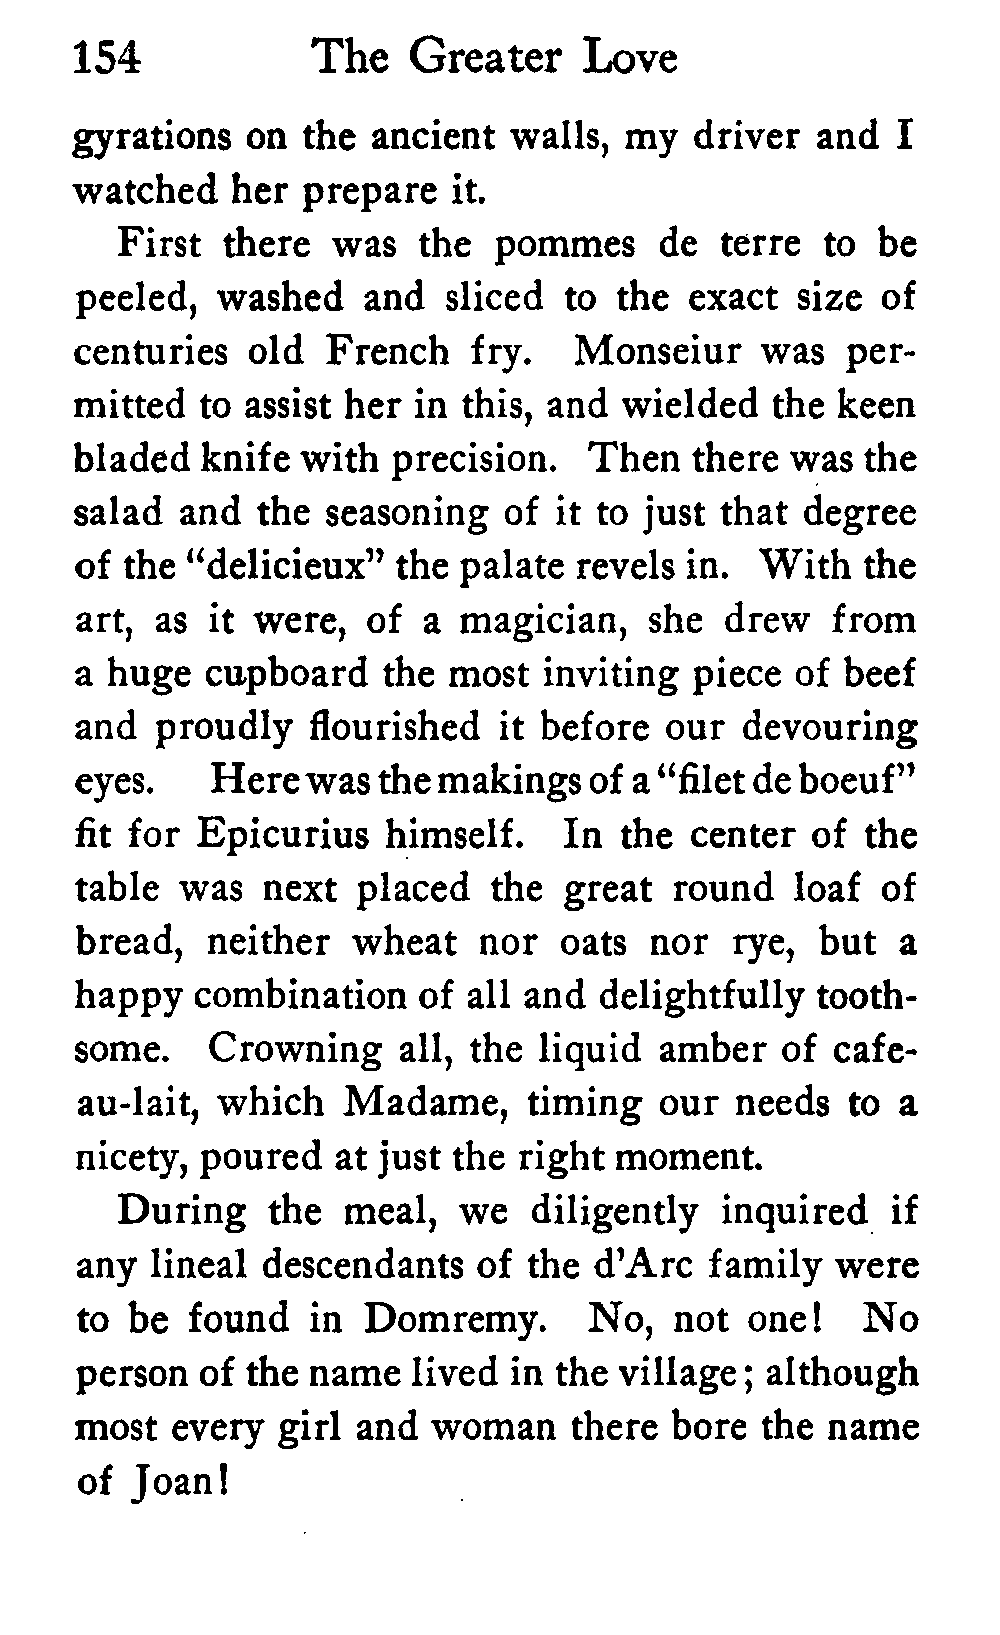 154 The Greater Love
gyrations on the ancient walls, my driver and I
watched her prepare it.
First there was the pommes de terre to be
peeled, washed and sliced to the exact size of
centuries old French fry. Monseiur was per-
mitted to assist her in this, and wielded the keen
bladed knife with precision. Then there was the
salad and the seasoning of it to just that degree
of the "delicieux" the palate revels in. With the
art, as it were, of a magician, she drew from
a huge cupboard the most inviting piece of beef
and proudly flourished it before our devouring
eyes. Here was the makings of a "filet de boeuf"
fit for Epicurius himself. In the center of the
table was next placed the great round loaf of
bread, neither wheat nor oats nor rye, but a
happy combination of all and delightfully tooth-
some. Crowning all, the liquid amber of cafe-
au-lait, which Madame, timing our needs to a
nicety, poured at just the right moment.
During the meal, we diligently inquired if
any lineal descendants of the d'Arc family were
to be found in Domremy. No, not one! No
person of the name lived in the village; although
most every girl and woman there bore the name
of Joan!